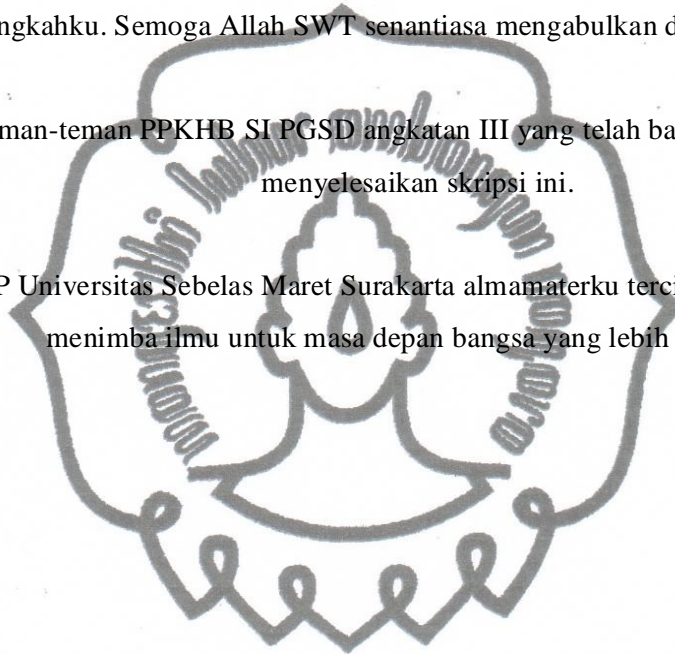 ngkahku. Semoga Allah SWT senantiasa mengabulkan d
man-teman PPKHB SI PGSD angkatan III yang telah ba
menyelesaikan skripsi ini.
P Universitas Sebelas Maret Surakarta almamaterku terci
menimba ilmu untuk masa depan bangsa yang lebih